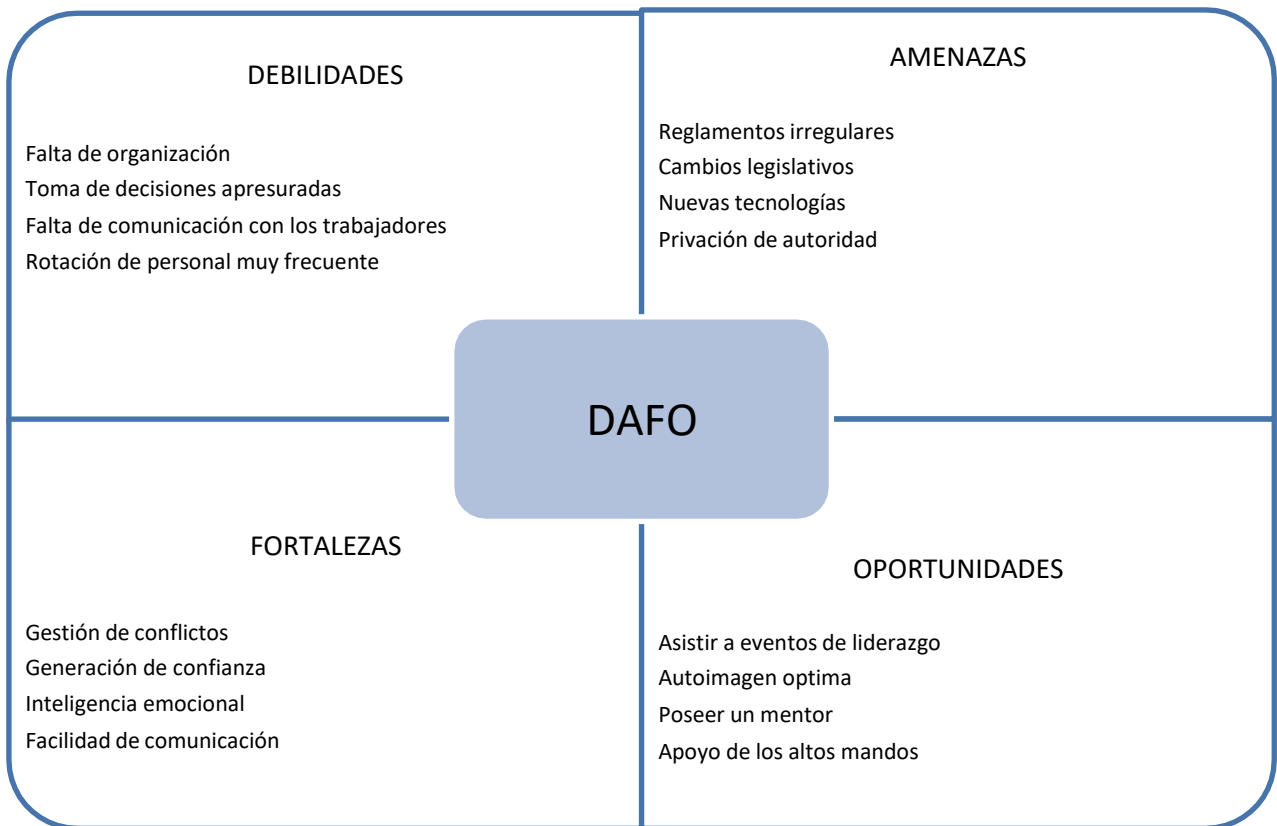 DEBILIDADES
Falta de organización
Toma de decisiones apresuradas
Falta de comunicación con los trabajadores
Rotación de personal muy frecuente
AMENAZAS
Reglamentos irregulares
Cambios legislativos
Nuevas tecnologías
Privación de autoridad
DAFO
FORTALEZAS
Gestión de conflictos
Generación de confianza
Inteligencia emocional
Facilidad de comunicación
OPORTUNIDADES
Asistir a eventos de liderazgo
Autoimagen optima
Poseer un mentor
Apoyo de los altos mandos